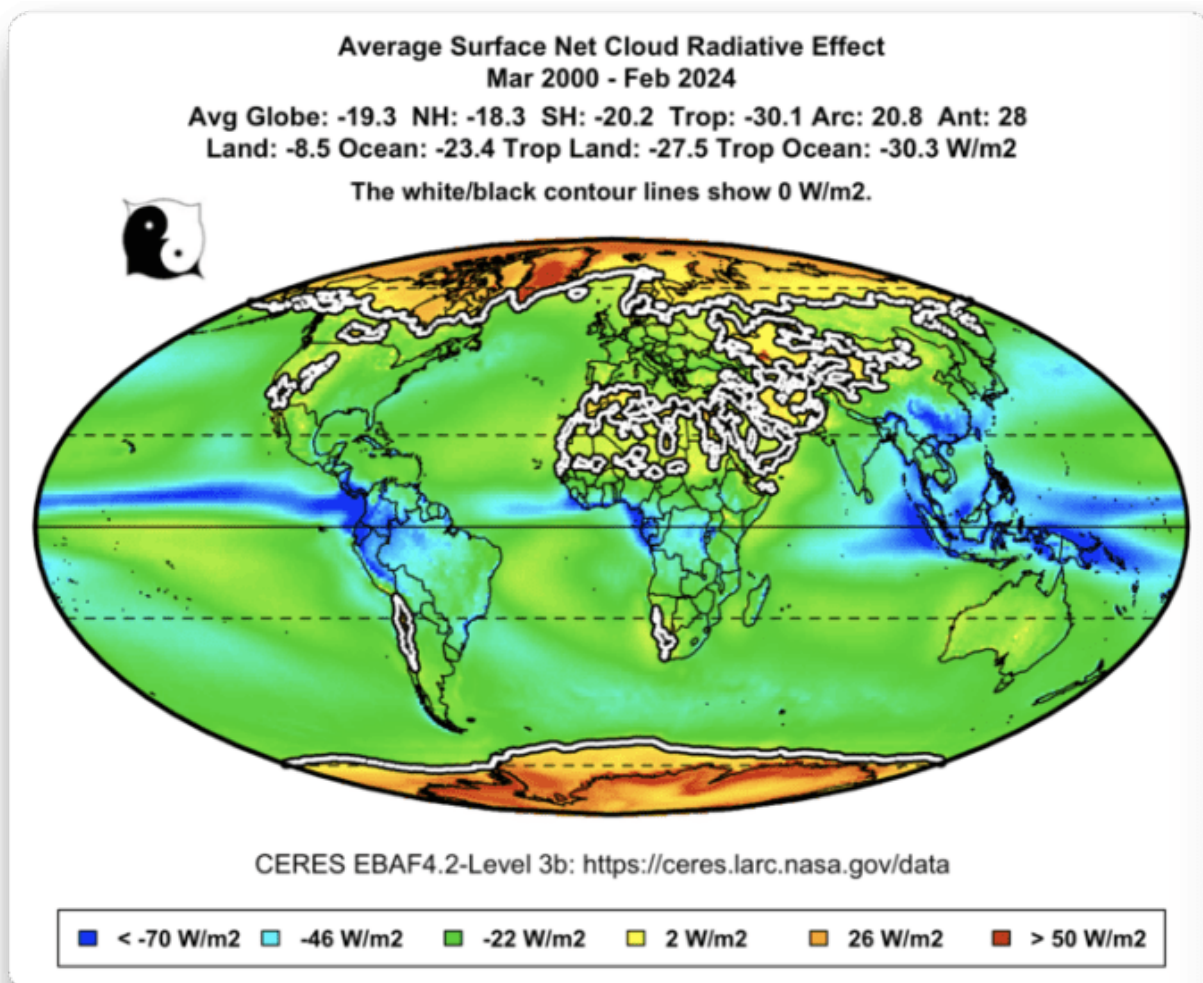 Average Surface Net Cloud Radiative Effect
Mar 2000 - Feb 2024
Avg Globe: -19.3 NH: -18.3 SH: -20.2 Trop: -30.1 Arc: 20.8 Ant: 28
Land: -8.5 Ocean: -23.4 Trop Land: -27.5 Trop Ocean: -30.3 W/m2
The white/black contour lines show 0 W/m2.
CERES EBAF4.2-Level 3b: https://ceres.larc.nasa.gov/data
< -70 W/m2 -46 W/m2 -22 W/m2 2 W/m2 26 W/m2 > 50 W/m2